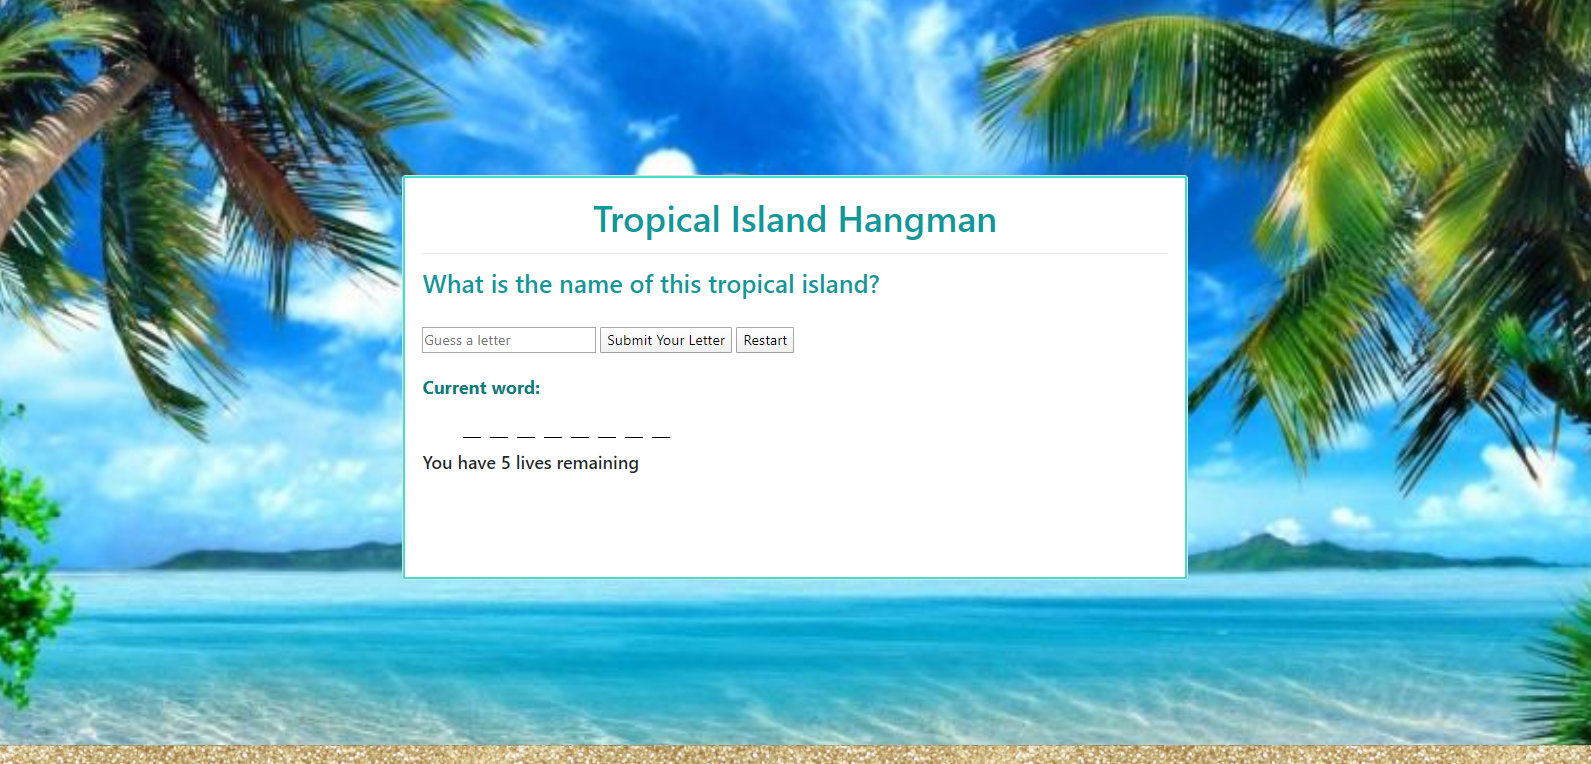 Tropical Island Hangman
What is the name of this tropical island?
Guess a letter Submit Your Letter Restart
Current word:
_ _ _ _ _ _ _ _
You have 5 lives remaining